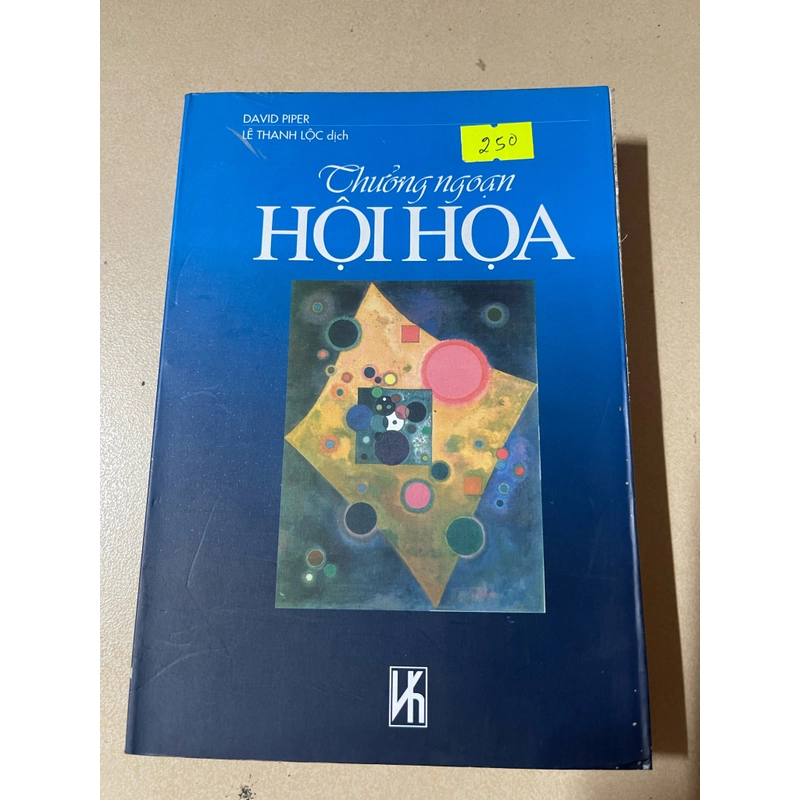 DAVID PIPER
LÊ THANH LỘC dịch
250
Thưởng ngoạn
HỘI HỌA